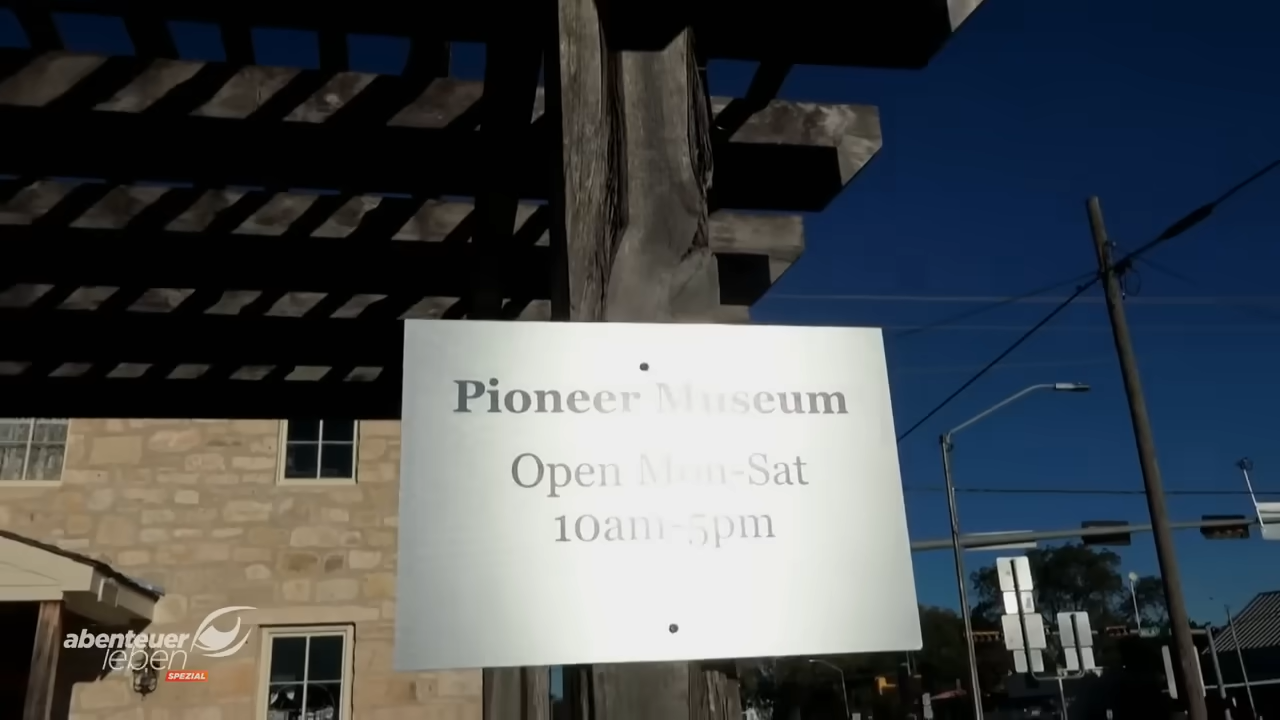 Pioneer Museum
Open Mon-Sat
10am-5pm
abenteuer
leben
SPEZIAL